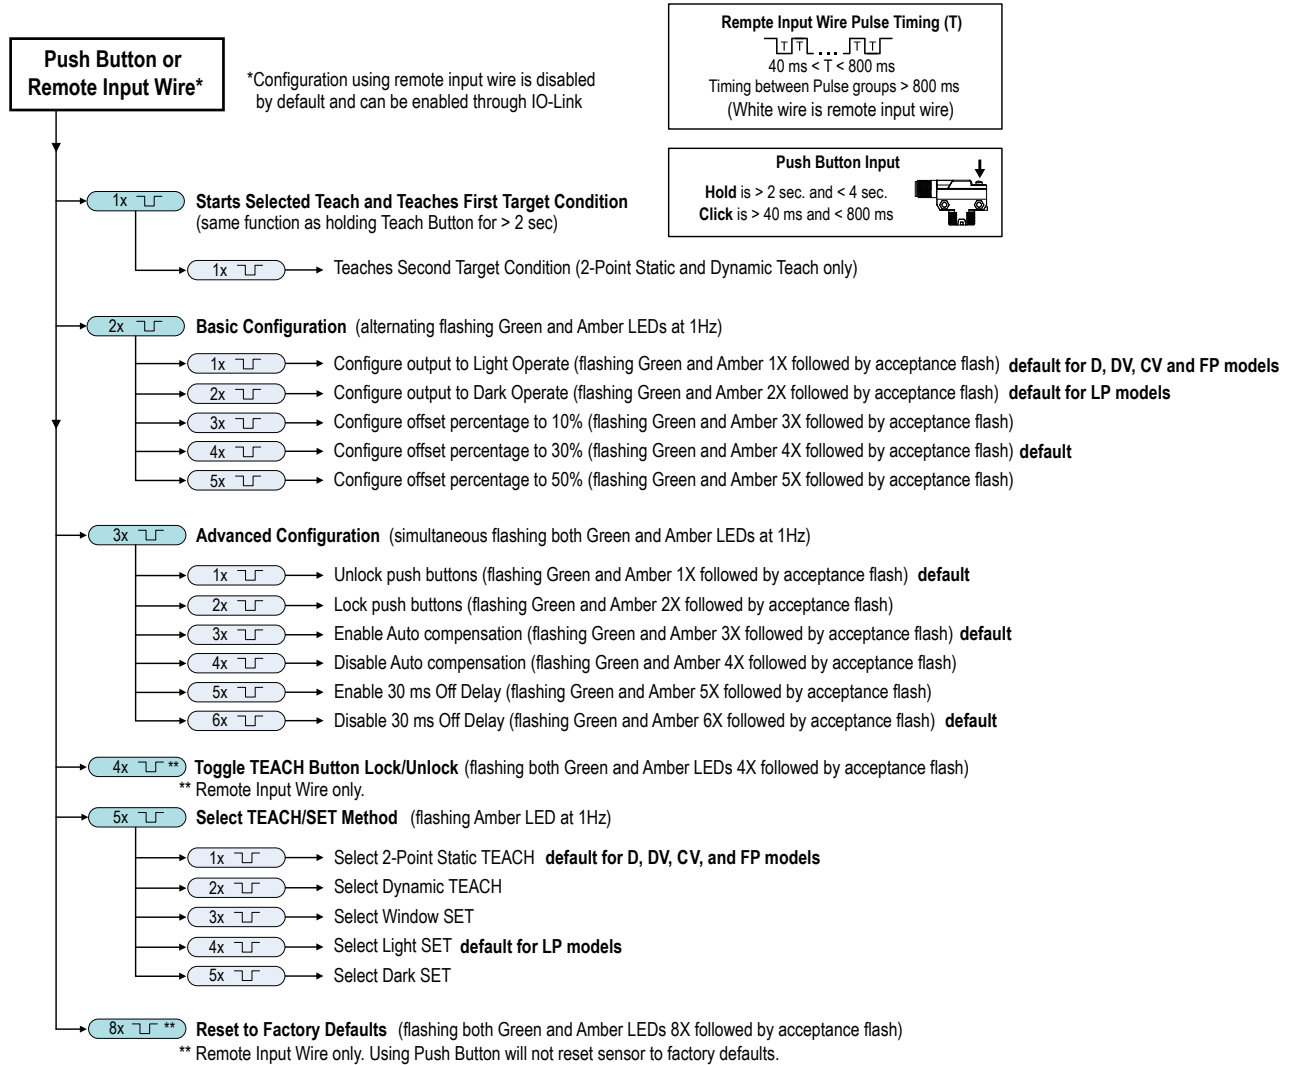 Rempte Input Wire Pulse Timing (T)
T T ... T T
40 ms < T < 800 ms
Timing between Pulse groups > 800 ms
(White wire is remote input wire)
Push Button or
Remote Input Wire*
*Configuration using remote input wire is disabled
by default and can be enabled through IO-Link
Push Button Input
Hold is > 2 sec. and < 4 sec.
Click is > 40 ms and < 800 ms
1x Starts Selected Teach and Teaches First Target Condition
(same function as holding Teach Button for > 2 sec)
1x Teaches Second Target Condition (2-Point Static and Dynamic Teach only)
2x Basic Configuration (alternating flashing Green and Amber LEDs at 1Hz)
1x Configure output to Light Operate (flashing Green and Amber 1X followed by acceptance flash) default for D, DV, CV and FP models
2x Configure output to Dark Operate (flashing Green and Amber 2X followed by acceptance flash) default for LP models
3x Configure offset percentage to 10% (flashing Green and Amber 3X followed by acceptance flash)
4x Configure offset percentage to 30% (flashing Green and Amber 4X followed by acceptance flash) default
5x Configure offset percentage to 50% (flashing Green and Amber 5X followed by acceptance flash)
3x Advanced Configuration (simultaneous flashing both Green and Amber LEDs at 1Hz)
1x Unlock push buttons (flashing Green and Amber 1X followed by acceptance flash) default
2x Lock push buttons (flashing Green and Amber 2X followed by acceptance flash)
3x Enable Auto compensation (flashing Green and Amber 3X followed by acceptance flash) default
4x Disable Auto compensation (flashing Green and Amber 4X followed by acceptance flash)
5x Enable 30 ms Off Delay (flashing Green and Amber 5X followed by acceptance flash)
6x Disable 30 ms Off Delay (flashing Green and Amber 6X followed by acceptance flash) default
4x ** Toggle TEACH Button Lock/Unlock (flashing both Green and Amber LEDs 4X followed by acceptance flash)
** Remote Input Wire only.
5x Select TEACH/SET Method (flashing Amber LED at 1Hz)
1x Select 2-Point Static TEACH default for D, DV, CV, and FP models
2x Select Dynamic TEACH
3x Select Window SET
4x Select Light SET default for LP models
5x Select Dark SET
8x ** Reset to Factory Defaults (flashing both Green and Amber LEDs 8X followed by acceptance flash)
** Remote Input Wire only. Using Push Button will not reset sensor to factory defaults.